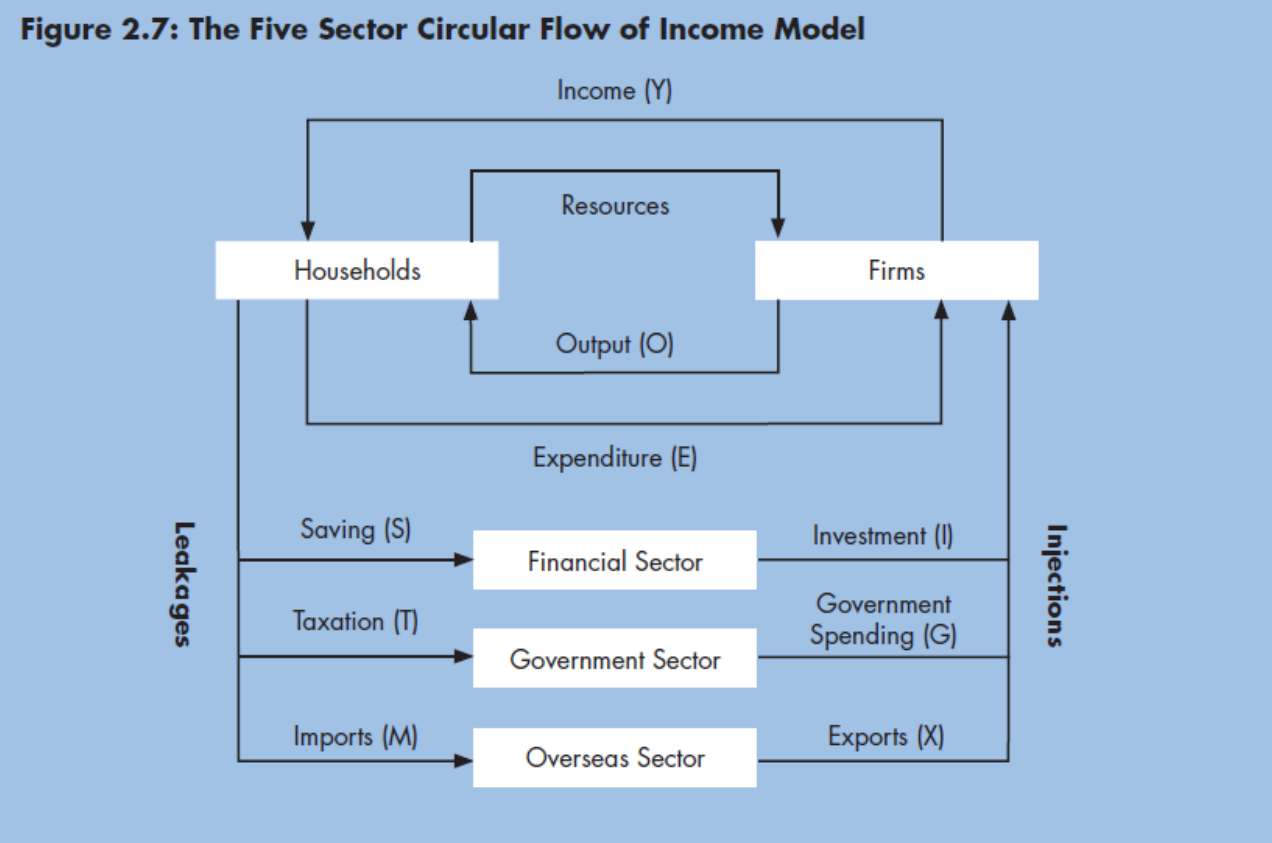 Figure 2.7: The Five Sector Circular Flow of Income Model
Income (Y)
Resources
Households
Firms
Output (O)
Expenditure (E)
Leakages
Saving (S)
Financial Sector
Investment (I)
Injections
Taxation (T)
Government Sector
Government
Spending (G)
Imports (M)
Overseas Sector
Exports (X)